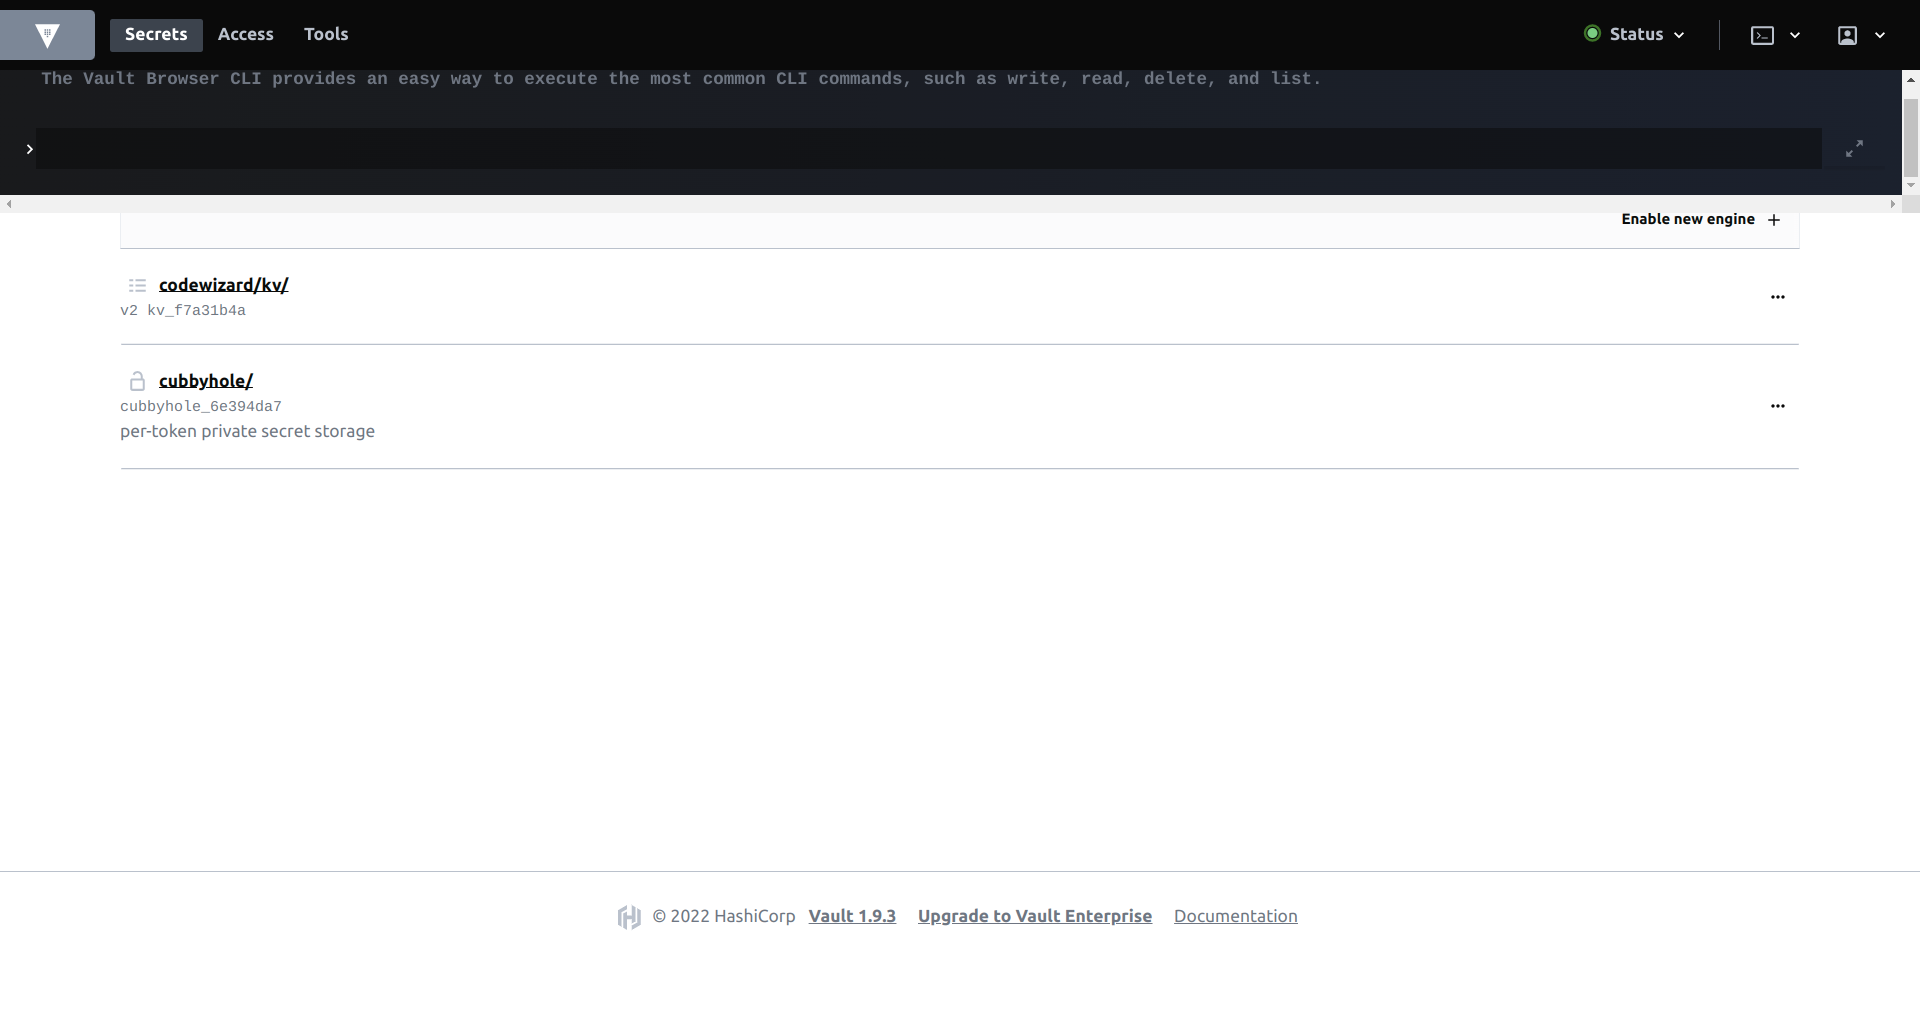 Secrets Access Tools Status
The Vault Browser CLI provides an easy way to execute the most common CLI commands, such as write, read, delete, and list.
Enable new engine
codewizard/kv/
v2 kv_f7a31b4a
cubbyhole/
cubbyhole_6e394da7
per-token private secret storage
© 2022 HashiCorp Vault 1.9.3 Upgrade to Vault Enterprise Documentation